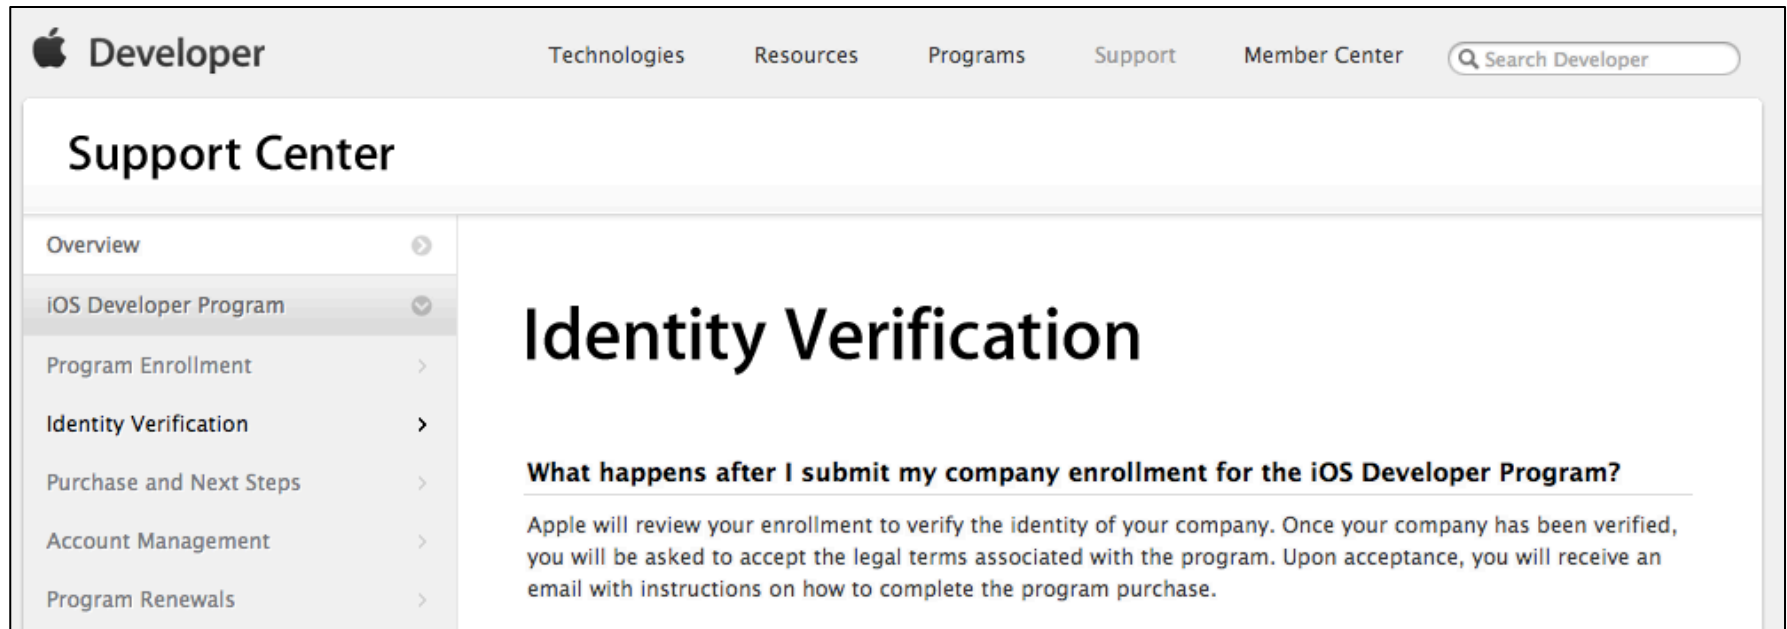 Developer
Technologies
Resources
Programs
Support
Member Center
Search Developer
Support Center
Overview
iOS Developer Program
Program Enrollment
Identity Verification
Purchase and Next Steps
Account Management
Program Renewals
Identity Verification
What happens after I submit my company enrollment for the iOS Developer Program?
Apple will review your enrollment to verify the identity of your company. Once your company has been verified,
you will be asked to accept the legal terms associated with the program. Upon acceptance, you will receive an
email with instructions on how to complete the program purchase.